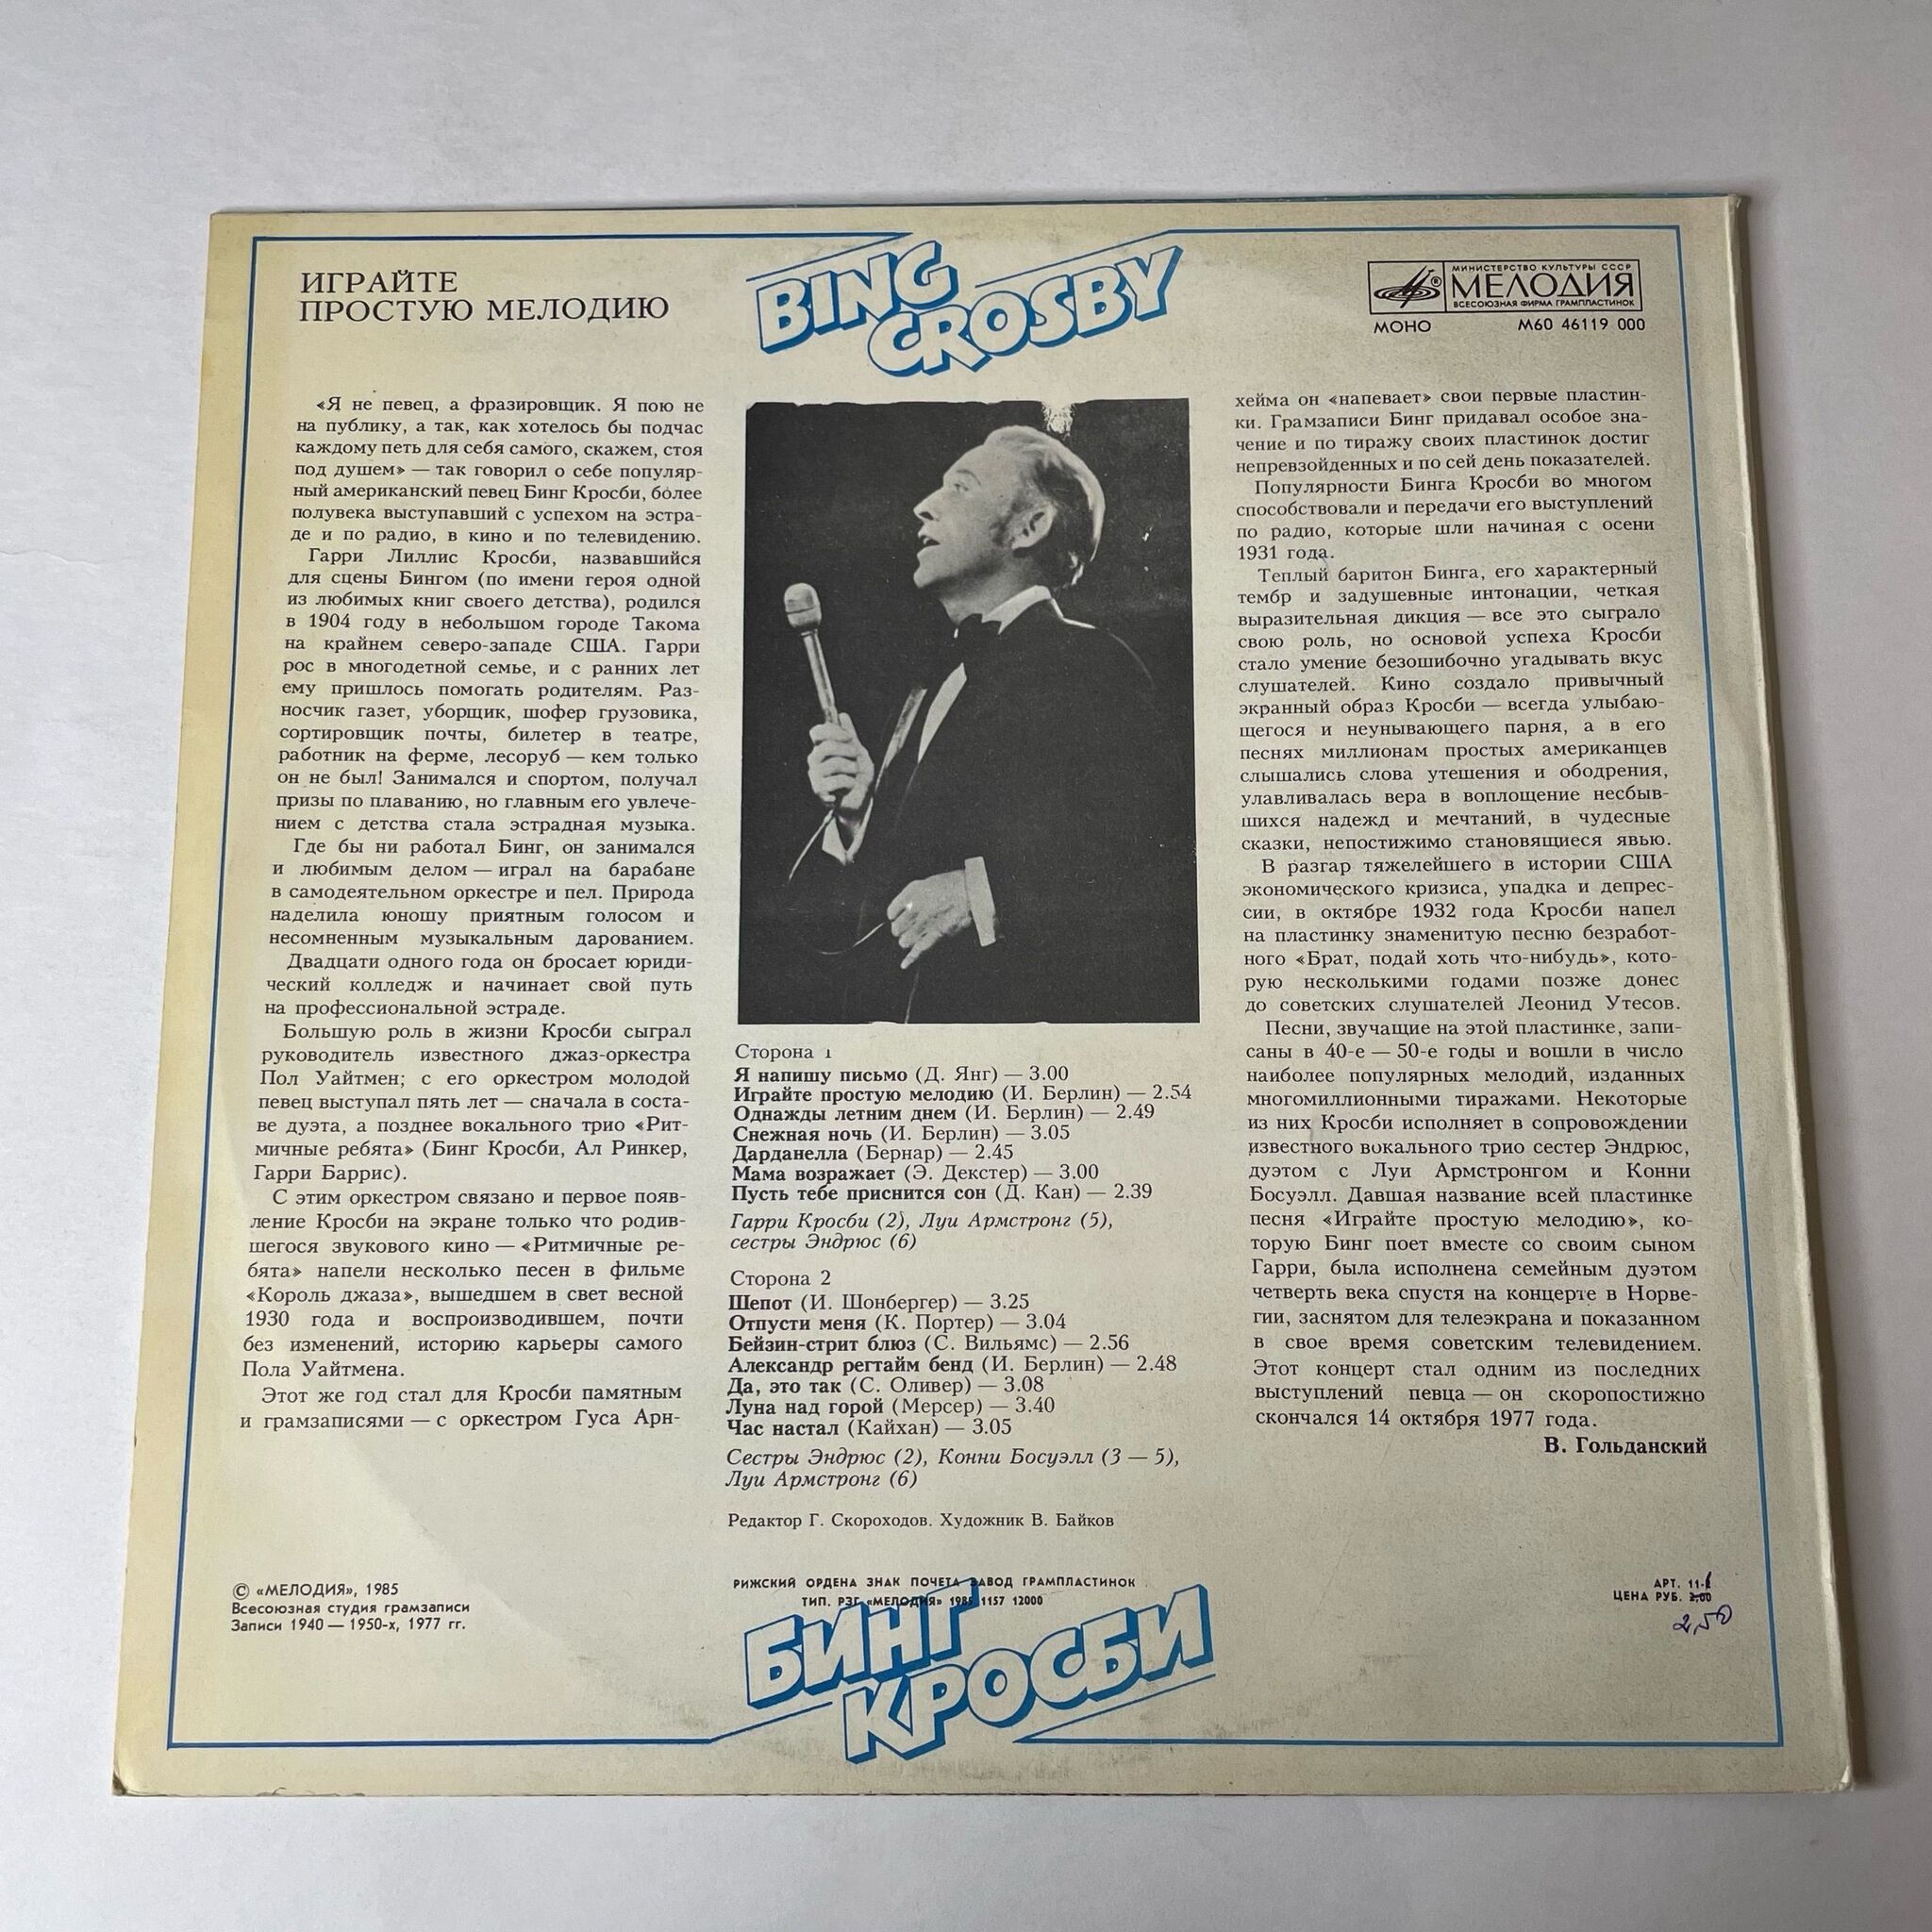 ИГРАЙТЕ
ПРОСТУЮ МЕЛОДИЮ
BING
CROSBY
МИНИСТЕРСТВО КУЛЬТУРЫ СССР
МЕЛОДИЯ
ВСЕСОЮЗНАЯ ФИРМА ГРАМПЛАСТИНОК
МОНО М60 46119 000
«Я не певец, а фразировщик. Я пою не
на публику, а так, как хотелось бы подчас
каждому петь для себя самого, скажем, стоя
под душем» — так говорил о себе популяр-
ный американский певец Бинг Кросби, более
полувека выступавший с успехом на эстра-
де и по радио, в кино и по телевидению.
Гарри Лиллис Кросби, назвавшийся
для сцены Бингом (по имени героя одной
из любимых книг своего детства), родился
в 1904 году в небольшом городе Такома
на крайнем северо-западе США. Гарри
рос в многодетной семье, и с ранних лет
ему пришлось помогать родителям. Раз-
носчик газет, уборщик, шофер грузовика,
сортировщик почты, билетер в театре,
работник на ферме, лесоруб — кем только
он не был! Занимался и спортом, получал
призы по плаванию, но главным его увлече-
нием с детства стала эстрадная музыка.
Где бы ни работал Бинг, он занимался
и любимым делом — играл на барабане
в самодеятельном оркестре и пел. Природа
наделила юношу приятным голосом и
несомненным музыкальным дарованием.
Двадцати одного года он бросает юриди-
ческий колледж и начинает свой путь
на профессиональной эстраде.
Большую роль в жизни Кросби сыграл
руководитель известного джаз-оркестра
Пол Уайтмен; с его оркестром молодой
певец выступал пять лет — сначала в соста-
ве дуэта, а позднее вокального трио «Рит-
мичные ребята» (Бинг Кросби, Ал Ринкер,
Гарри Баррис).
С этим оркестром связано и первое появ-
ление Кросби на экране только что родив-
шегося звукового кино — «Ритмичные ре-
бята» напели несколько песен в фильме
«Король джаза», вышедшем в свет весной
1930 года и воспроизводившем, почти
без изменений, историю карьеры самого
Пола Уайтмена.
Этот же год стал для Кросби памятным
и грамзаписями — с оркестром Гуса Арн-
Сторона 1
Я напишу письмо (Д. Янг) — 3.00
Играйте простую мелодию (И. Берлин) — 2.54
Однажды летним днем (И. Берлин) — 2.49
Снежная ночь (И. Берлин) — 3.05
Дарданелла (Бернар) — 2.45
Мама возражает (Э. Декстер) — 3.00
Пусть тебе приснится сон (Д. Кан) — 2.39
Гарри Кросби (2), Луи Армстронг (5),
сестры Эндрюс (6)
Сторона 2
Шепот (И. Шонбергер) — 3.25
Отпусти меня (К. Портер) — 3.04
Бейзин-стрит блюз (С. Вильямс) — 2.56
Александр регтайм бенд (И. Берлин) — 2.48
Да, это так (С. Оливер) — 3.08
Луна над горой (Мерсер) — 3.40
Час настал (Кайхан) — 3.05
Сестры Эндрюс (2), Конни Босуэлл (3 — 5),
Луи Армстронг (6)
Редактор Г. Скороходов. Художник В. Байков
хейма он «напевает» свои первые пластин-
ки. Грамзаписи Бинг придавал особое зна-
чение и по тиражу своих пластинок достиг
непревзойденных и по сей день показателей.
Популярности Бинга Кросби во многом
способствовали и передачи его выступлений
по радио, которые шли начиная с осени
1931 года.
Теплый баритон Бинга, его характерный
тембр и задушевные интонации, четкая
выразительная дикция — все это сыграло
свою роль, но основой успеха Кросби
стало умение безошибочно угадывать вкус
слушателей. Кино создало привычный
экранный образ Кросби — всегда улыбаю-
щегося и неунывающего парня, а в его
песнях миллионам простых американцев
слышались слова утешения и ободрения,
улавливалась вера в воплощение несбыв-
шихся надежд и мечтаний, в чудесные
сказки, непостижимо становящиеся явью.
В разгар тяжелейшего в истории США
экономического кризиса, упадка и депрес-
сии, в октябре 1932 года Кросби напел
на пластинку знаменитую песню безработ-
ного «Брат, подай хоть что-нибудь», кото-
рую несколькими годами позже донес
до советских слушателей Леонид Утесов.
Песни, звучащие на этой пластинке, запи-
саны в 40-е — 50-е годы и вошли в число
наиболее популярных мелодий, изданных
многомиллионными тиражами. Некоторые
из них Кросби исполняет в сопровождении
известного вокального трио сестер Эндрюс,
дуэтом с Луи Армстронгом и Конни
Босуэлл. Давшая название всей пластинке
песня «Играйте простую мелодию», ко-
торую Бинг поет вместе со своим сыном
Гарри, была исполнена семейным дуэтом
четверть века спустя на концерте в Норве-
гии, заснятом для телеэкрана и показанном
в свое время советским телевидением.
Этот концерт стал одним из последних
выступлений певца — он скоропостижно
скончался 14 октября 1977 года.
В. Гольданский
© «МЕЛОДИЯ», 1985
Всесоюзная студия грамзаписи
Записи 1940 — 1950-х, 1977 гг.
РИЖСКИЙ ОРДЕНА ЗНАК ПОЧЕТА ЗАВОД ГРАМПЛАСТИНОК
ТИП. РЗГ «МЕЛОДИЯ» 1157 12000
АРТ. 11-
ЦЕНА РУБ.
2,50
БИНГ
КРОСБИ